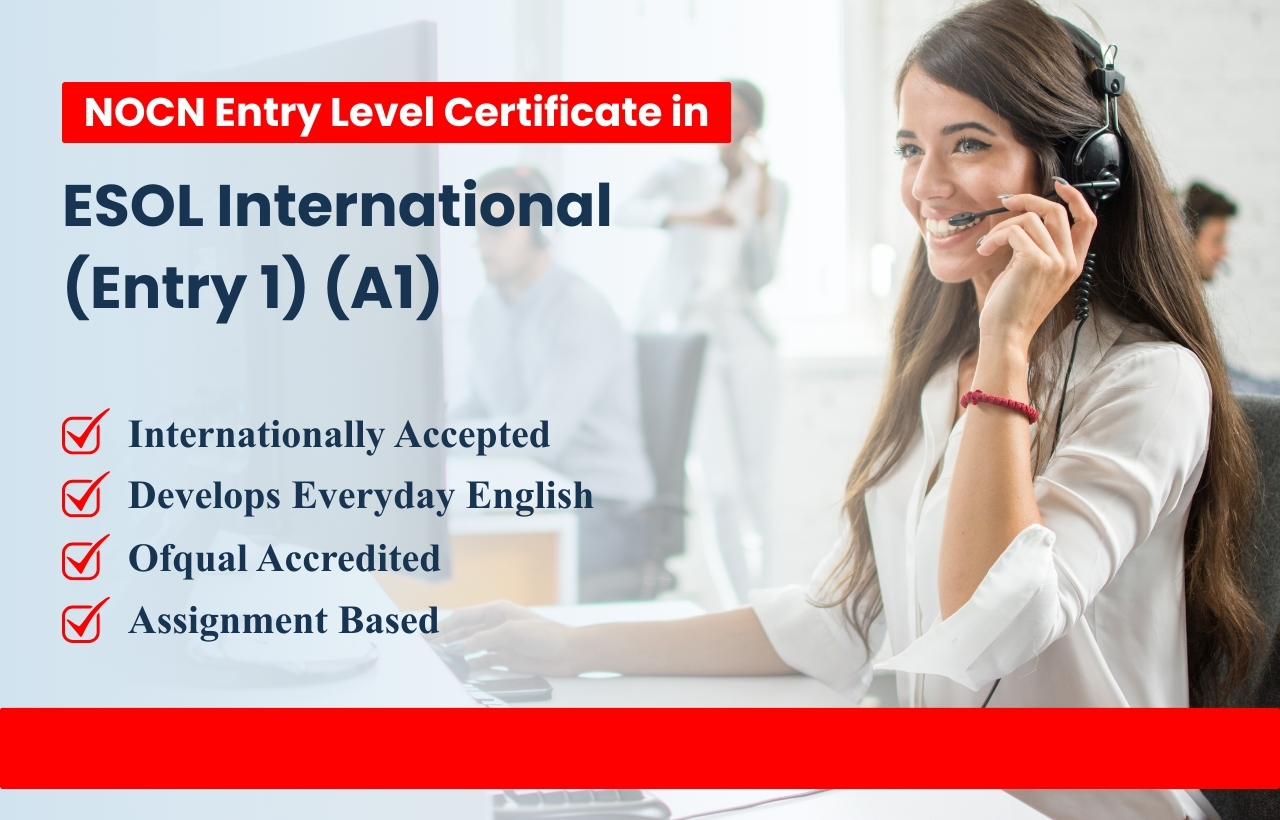 NOCN Entry Level Certificate in
ESOL International
(Entry 1) (A1)
Internationally Accepted
Develops Everyday English
Ofqual Accredited
Assignment Based